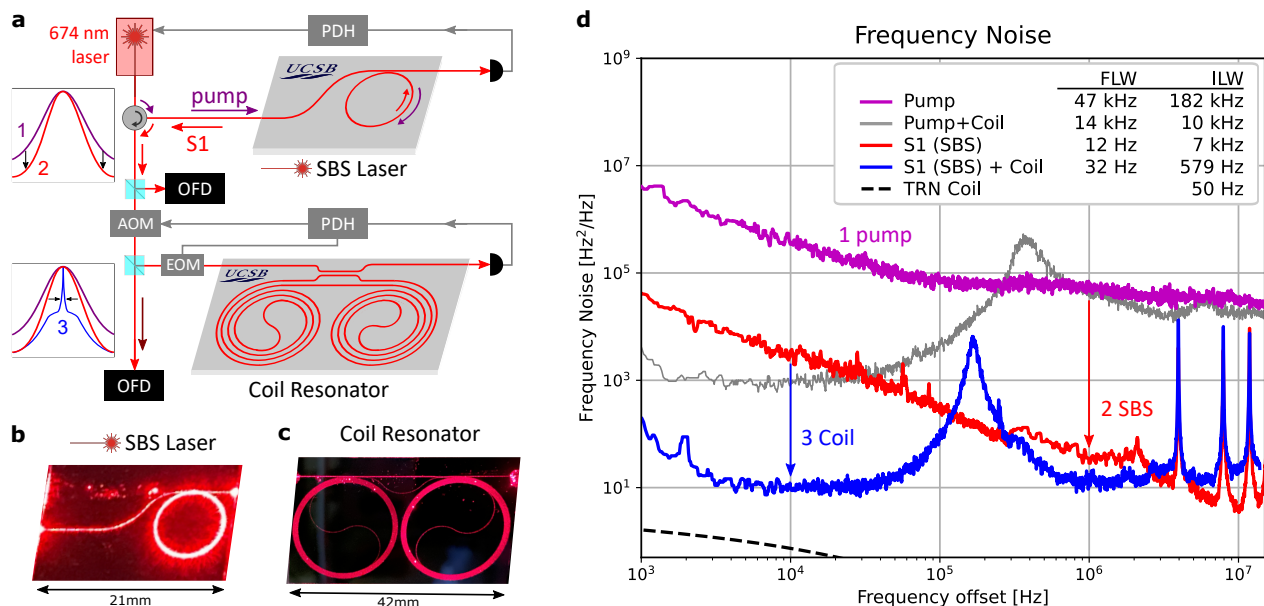 a
674 nm
laser
PDH
UCSB
pump
S1
1
2
SBS Laser
OFD
AOM
PDH
EOM
UCSB
3
OFD
Coil Resonator
b
SBS Laser
21mm
c
Coil Resonator
42mm
d
Frequency Noise
FLW ILW
Pump 47 kHz 182 kHz
Pump+Coil 14 kHz 10 kHz
S1 (SBS) 12 Hz 7 kHz
S1 (SBS) + Coil 32 Hz 579 Hz
TRN Coil 50 Hz
1 pump
2 SBS
3 Coil
Frequency Noise [Hz²/Hz]
10⁹
10⁷
10⁵
10³
10¹
10³ 10⁴ 10⁵ 10⁶ 10⁷
Frequency offset [Hz]